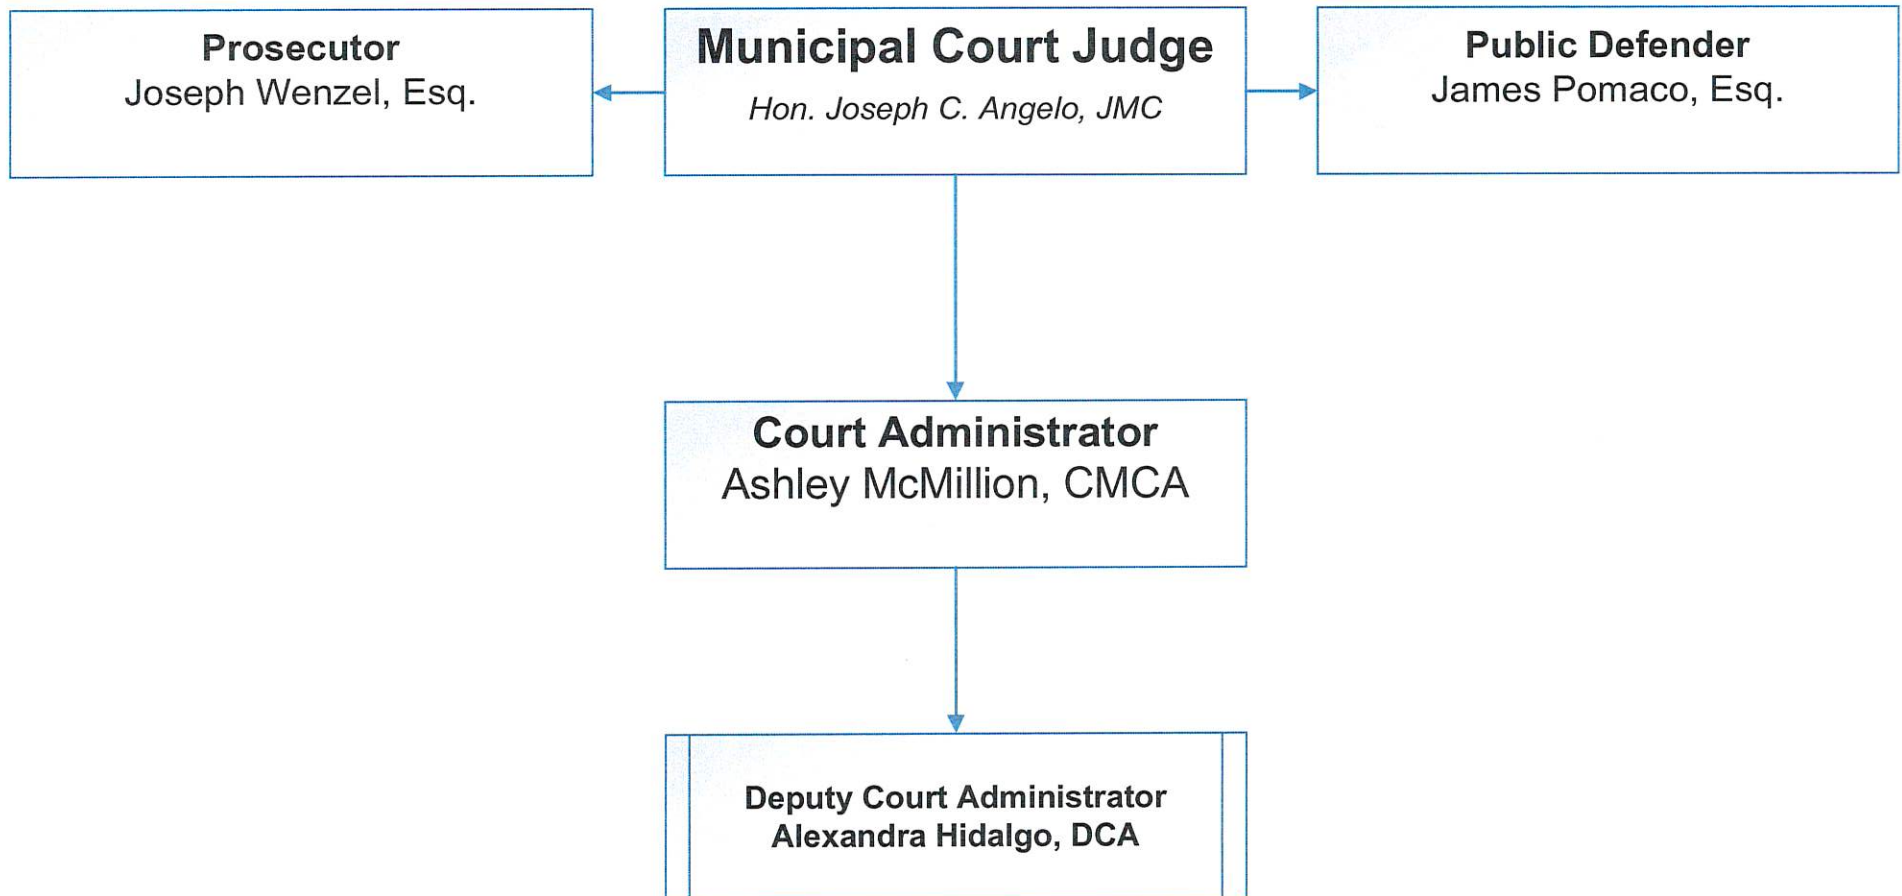 Prosecutor
Joseph Wenzel, Esq.
Municipal Court Judge
Hon. Joseph C. Angelo, JMC
Public Defender
James Pomaco, Esq.
Court Administrator
Ashley McMillion, CMCA
Deputy Court Administrator
Alexandra Hidalgo, DCA